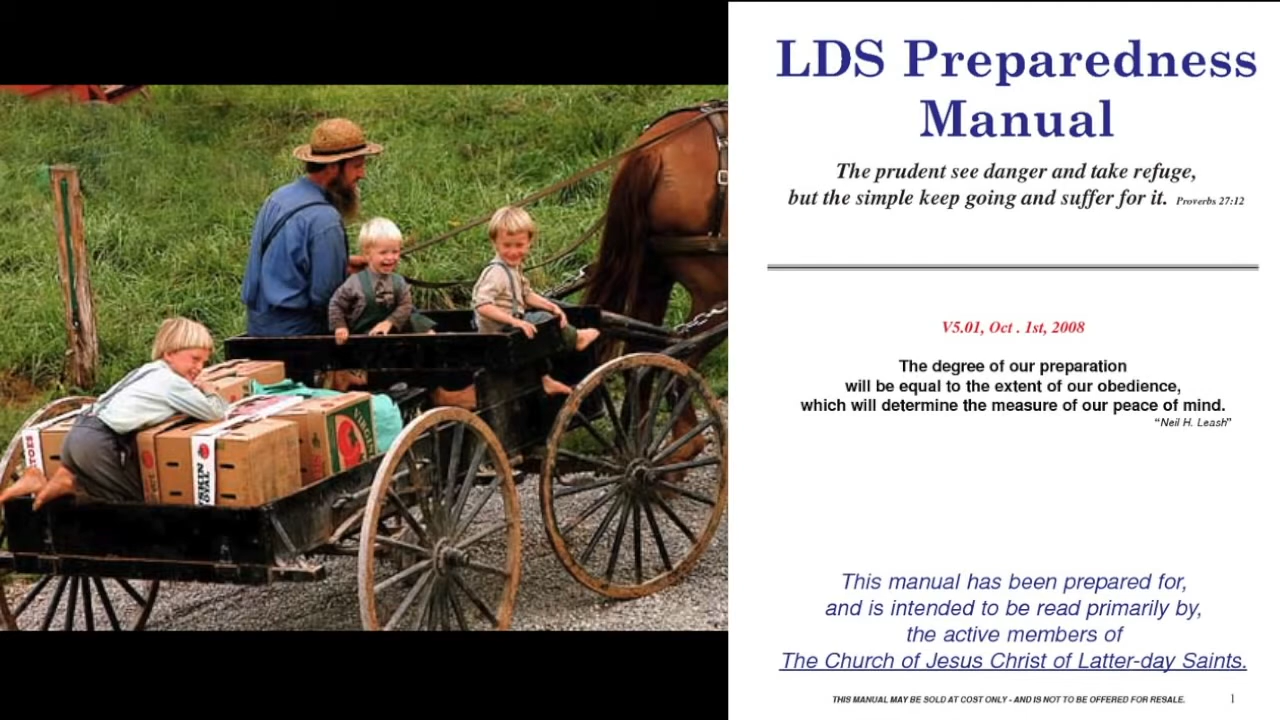 LDS Preparedness
Manual
The prudent see danger and take refuge,
but the simple keep going and suffer for it. Proverbs 27:12
V5.01, Oct . 1st, 2008
The degree of our preparation
will be equal to the extent of our obedience,
which will determine the measure of our peace of mind.
“Neil H. Leash”
This manual has been prepared for,
and is intended to be read primarily by,
the active members of
The Church of Jesus Christ of Latter-day Saints.
THIS MANUAL MAY BE SOLD AT COST ONLY - AND IS NOT TO BE OFFERED FOR RESALE. 1